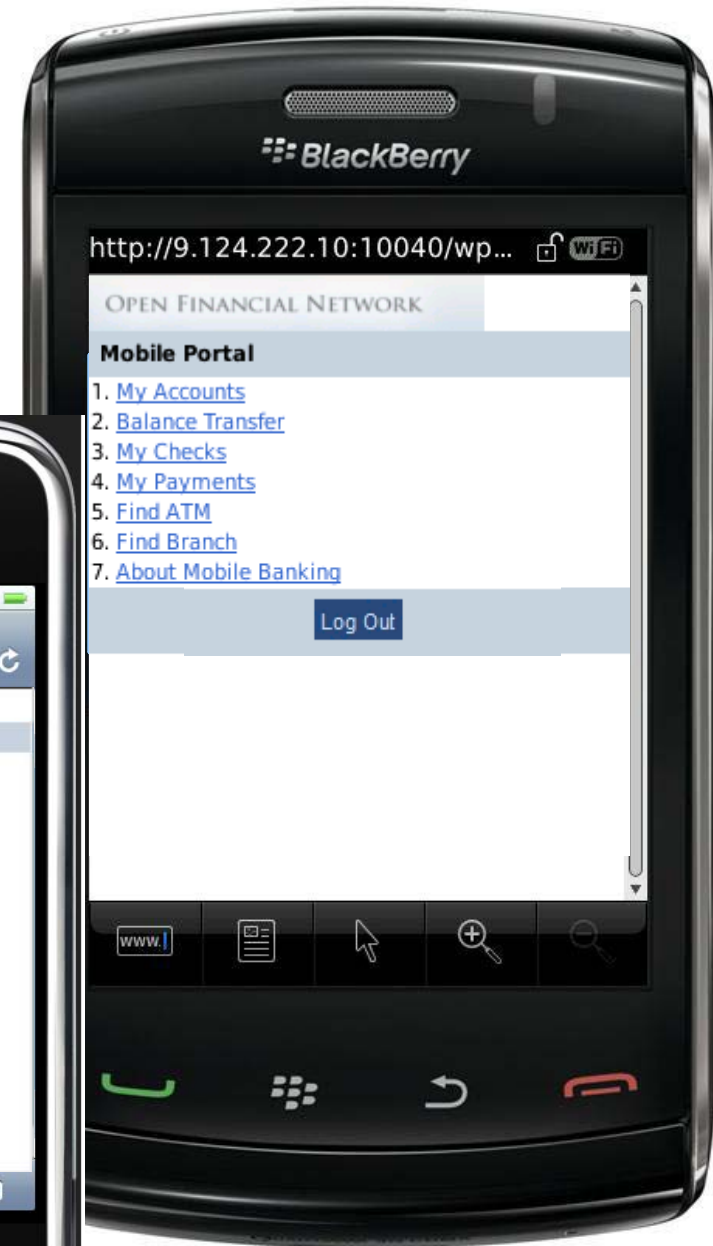 BlackBerry
http://9.124.222.10:10040/wp... WiFi
OPEN FINANCIAL NETWORK
Mobile Portal
1. My Accounts
2. Balance Transfer
3. My Checks
4. My Payments
5. Find ATM
6. Find Branch
7. About Mobile Banking
Log Out
www.